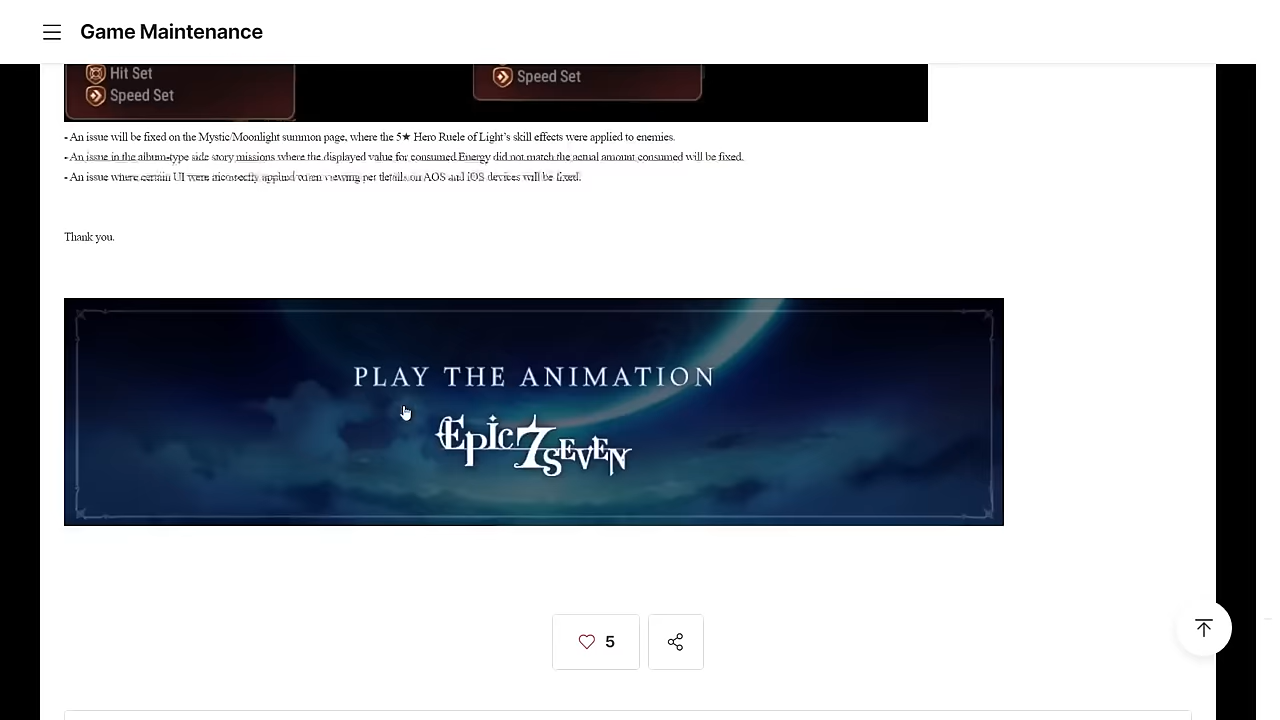 Game Maintenance
Hit Set
Speed Set
Speed Set
- An issue will be fixed on the Mystic/Moonlight summon page, where the 5★ Hero Ruele of Light's skill effects were applied to enemies.
- An issue in the album-type side story missions where the displayed value for consumed Energy did not match the actual amount consumed will be fixed.
- An issue where certain UI were incorrectly applied when viewing pet details on AOS and iOS devices will be fixed.
Thank you.
PLAY THE ANIMATION
Epic7 SEVEN
5